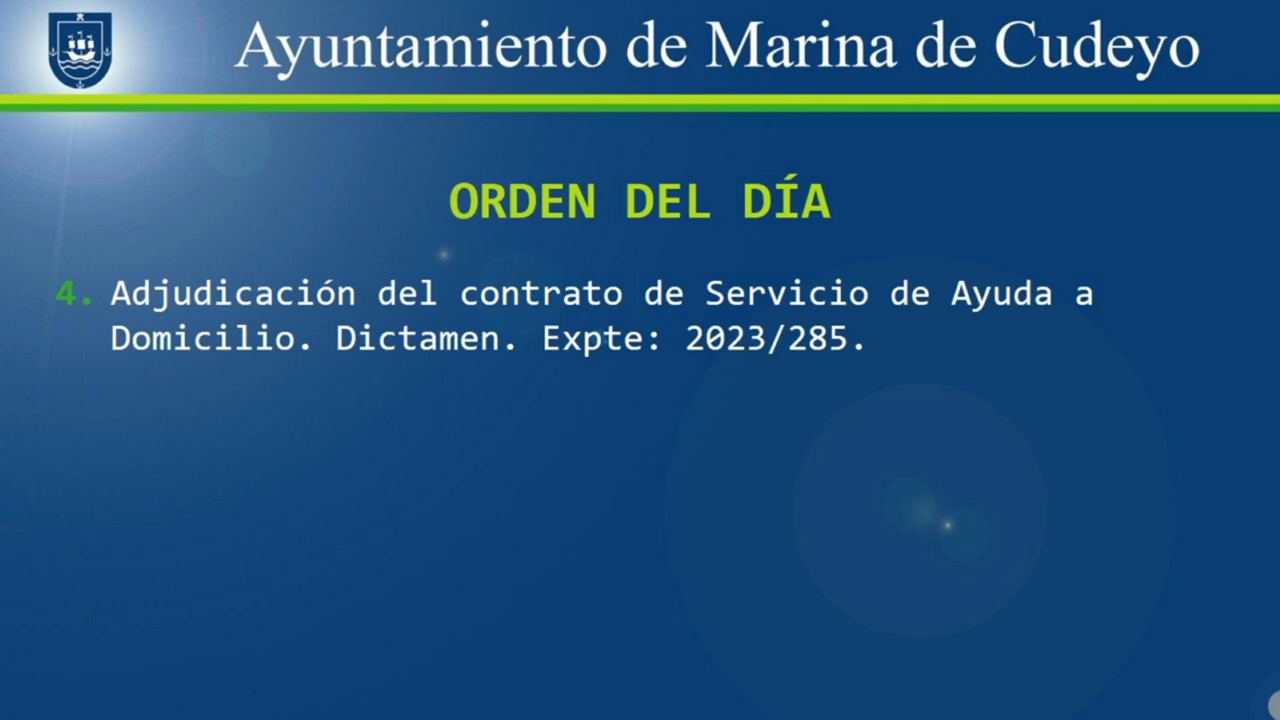 Ayuntamiento de Marina de Cudeyo
ORDEN DEL DÍA
4. Adjudicación del contrato de Servicio de Ayuda a
Domicilio. Dictamen. Expte: 2023/285.